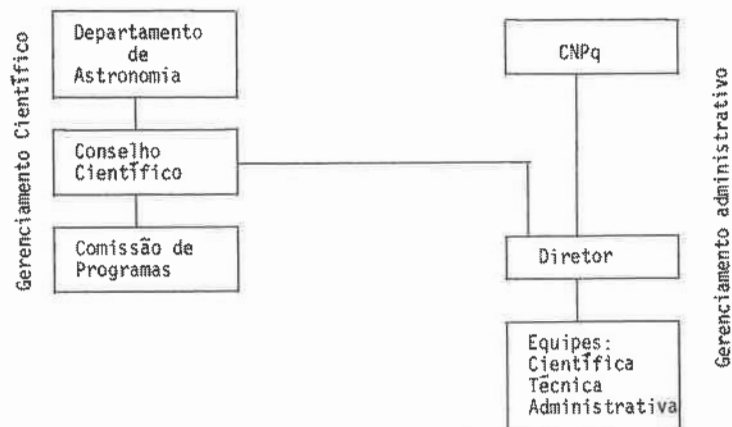 Gerenciamento Científico
Departamento
de
Astronomia
Conselho
Científico
Comissão de
Programas
CNPq
Diretor
Equipes:
Científica
Técnica
Administrativa
Gerenciamento administrativo